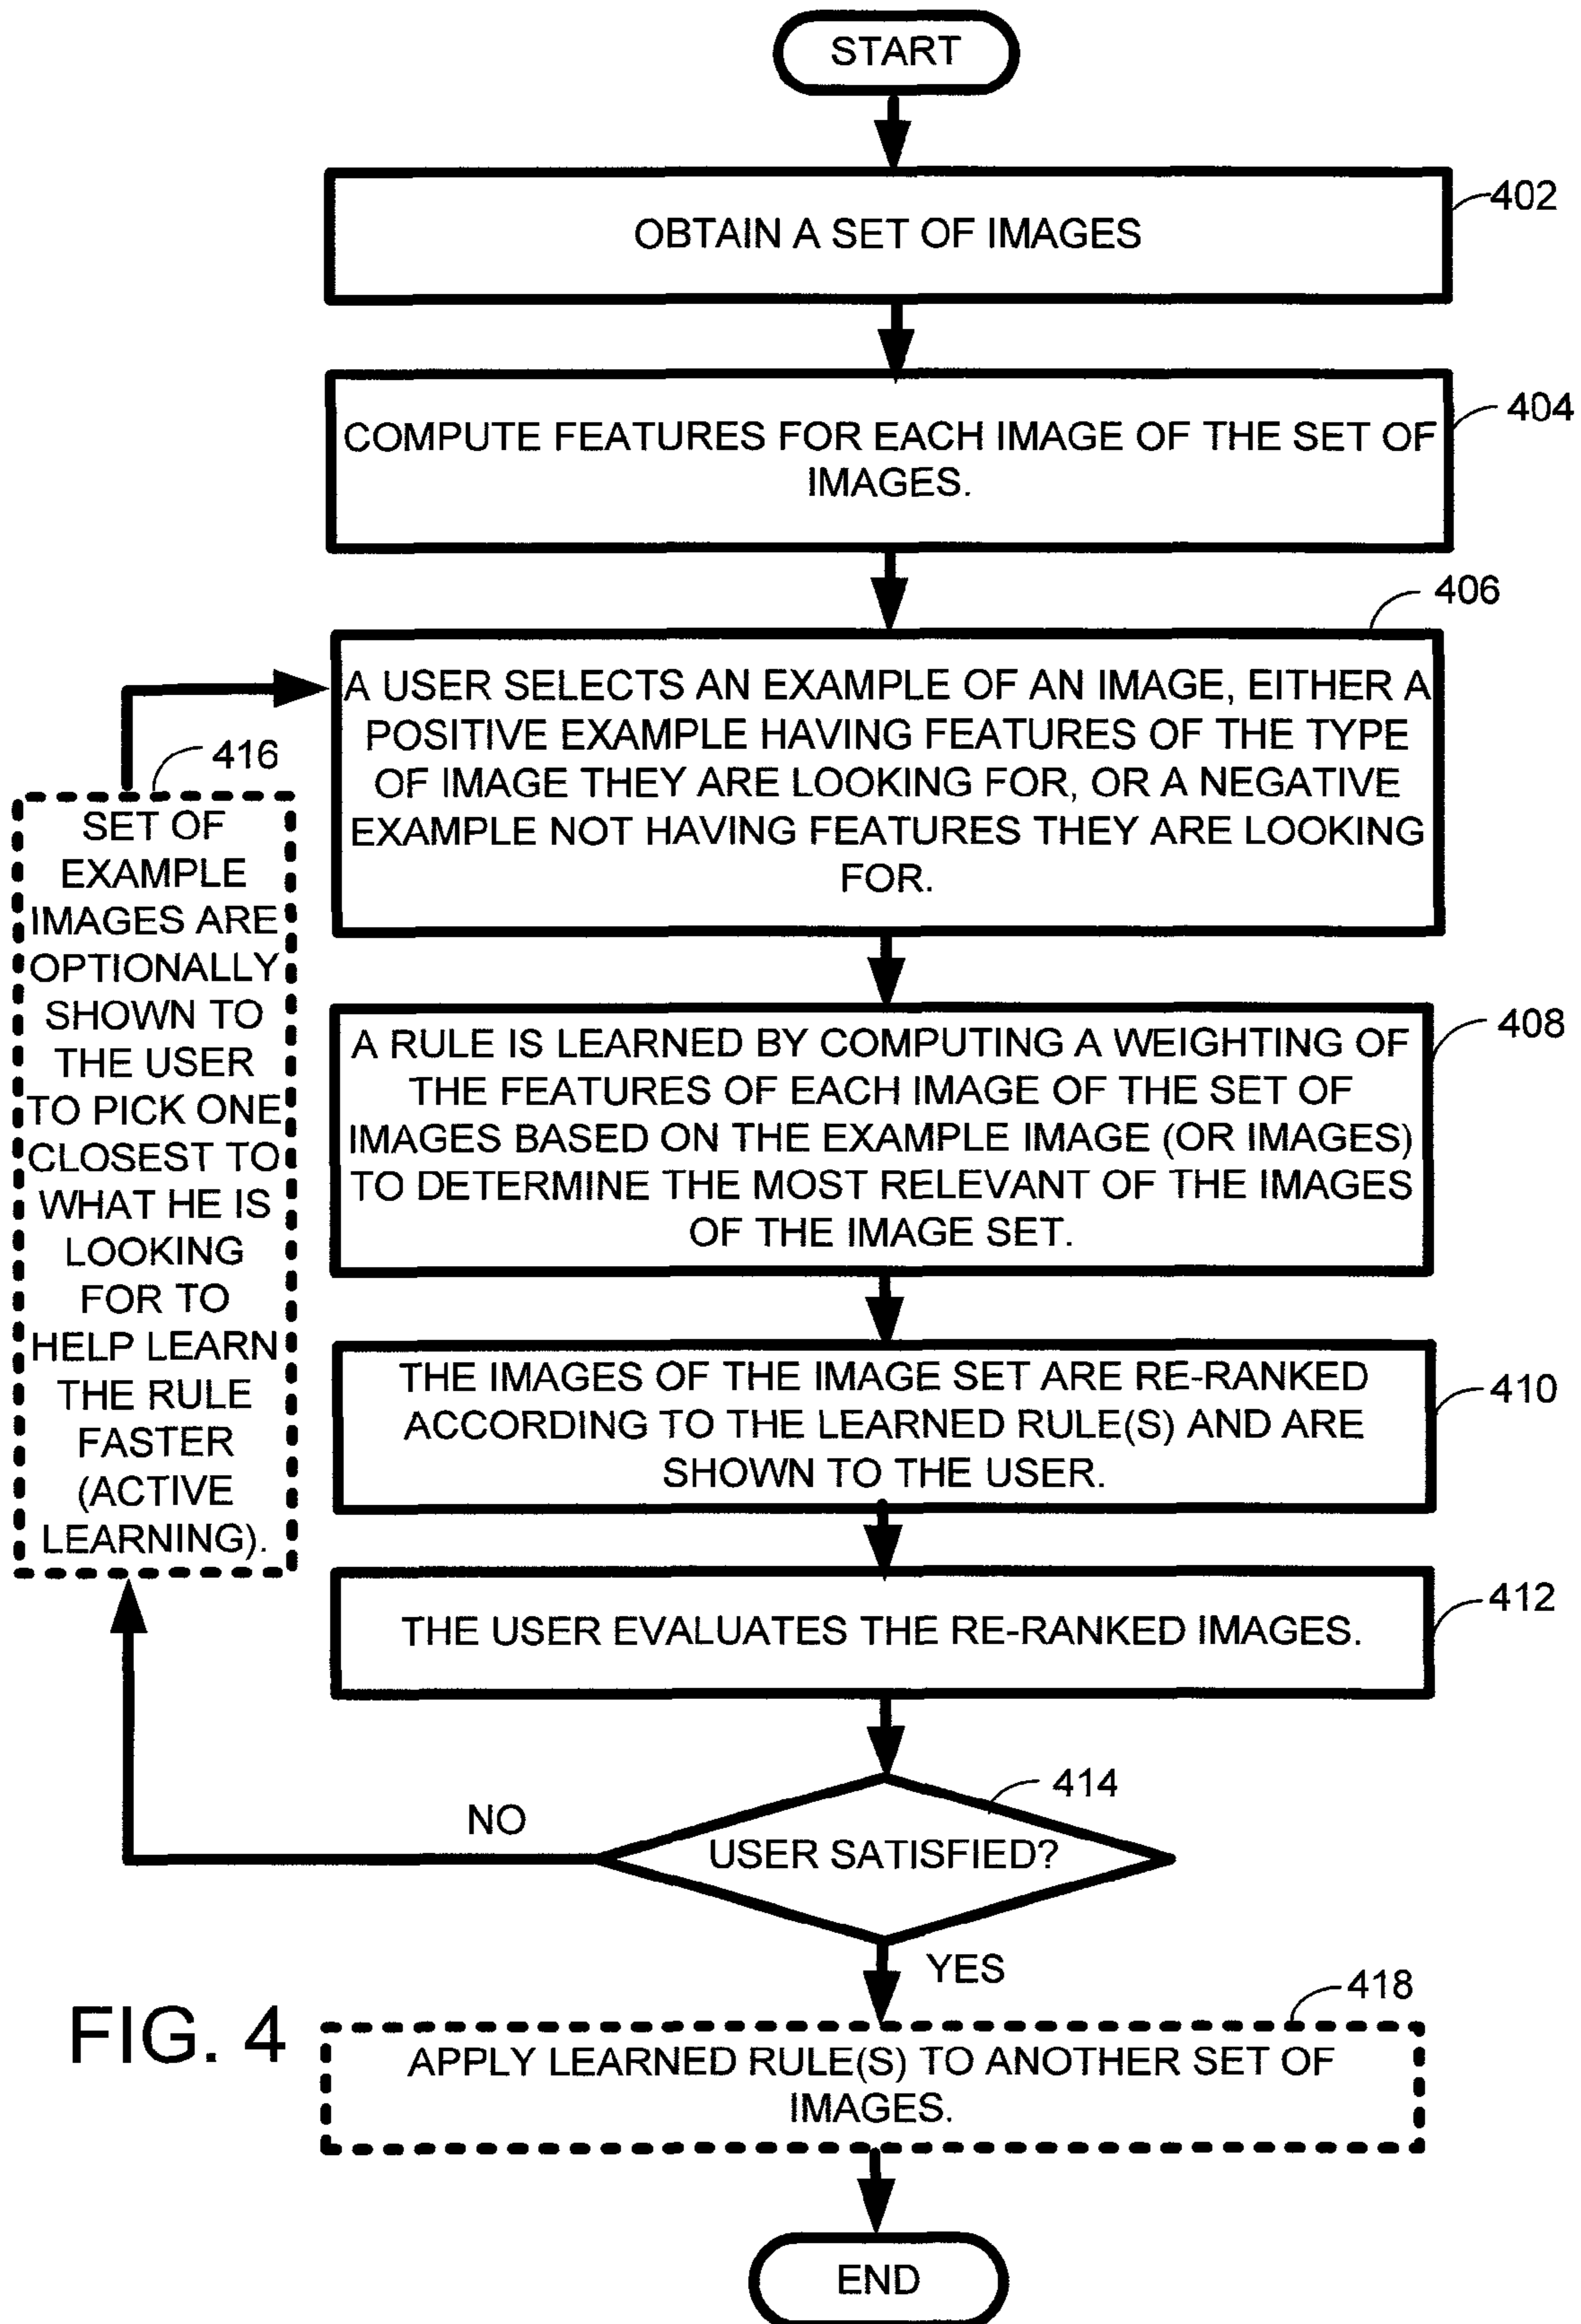 START
OBTAIN A SET OF IMAGES
402
COMPUTE FEATURES FOR EACH IMAGE OF THE SET OF
IMAGES.
404
406
A USER SELECTS AN EXAMPLE OF AN IMAGE, EITHER A
POSITIVE EXAMPLE HAVING FEATURES OF THE TYPE
OF IMAGE THEY ARE LOOKING FOR, OR A NEGATIVE
EXAMPLE NOT HAVING FEATURES THEY ARE LOOKING
FOR.
416
SET OF
EXAMPLE
IMAGES ARE
OPTIONALLY
SHOWN TO
THE USER
TO PICK ONE
CLOSEST TO
WHAT HE IS
LOOKING
FOR TO
HELP LEARN
THE RULE
FASTER
(ACTIVE
LEARNING).
A RULE IS LEARNED BY COMPUTING A WEIGHTING OF
THE FEATURES OF EACH IMAGE OF THE SET OF
IMAGES BASED ON THE EXAMPLE IMAGE (OR IMAGES)
TO DETERMINE THE MOST RELEVANT OF THE IMAGES
OF THE IMAGE SET.
408
THE IMAGES OF THE IMAGE SET ARE RE-RANKED
ACCORDING TO THE LEARNED RULE(S) AND ARE
SHOWN TO THE USER.
410
THE USER EVALUATES THE RE-RANKED IMAGES.
412
414
NO
USER SATISFIED?
YES
418
FIG. 4
APPLY LEARNED RULE(S) TO ANOTHER SET OF
IMAGES.
END